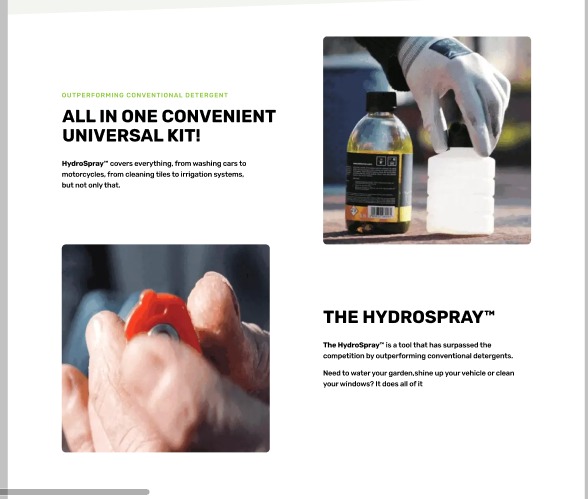 OUTPERFORMING CONVENTIONAL DETERGENT
ALL IN ONE CONVENIENT
UNIVERSAL KIT!
HydroSpray™ covers everything, from washing cars to
motorcycles, from cleaning tiles to irrigation systems.
but not only that.
THE HYDROSPRAY™
The HydroSpray™ is a tool that has surpassed the
competition by outperforming conventional detergents.
Need to water your garden,shine up your vehicle or clean
your windows? It does all of it